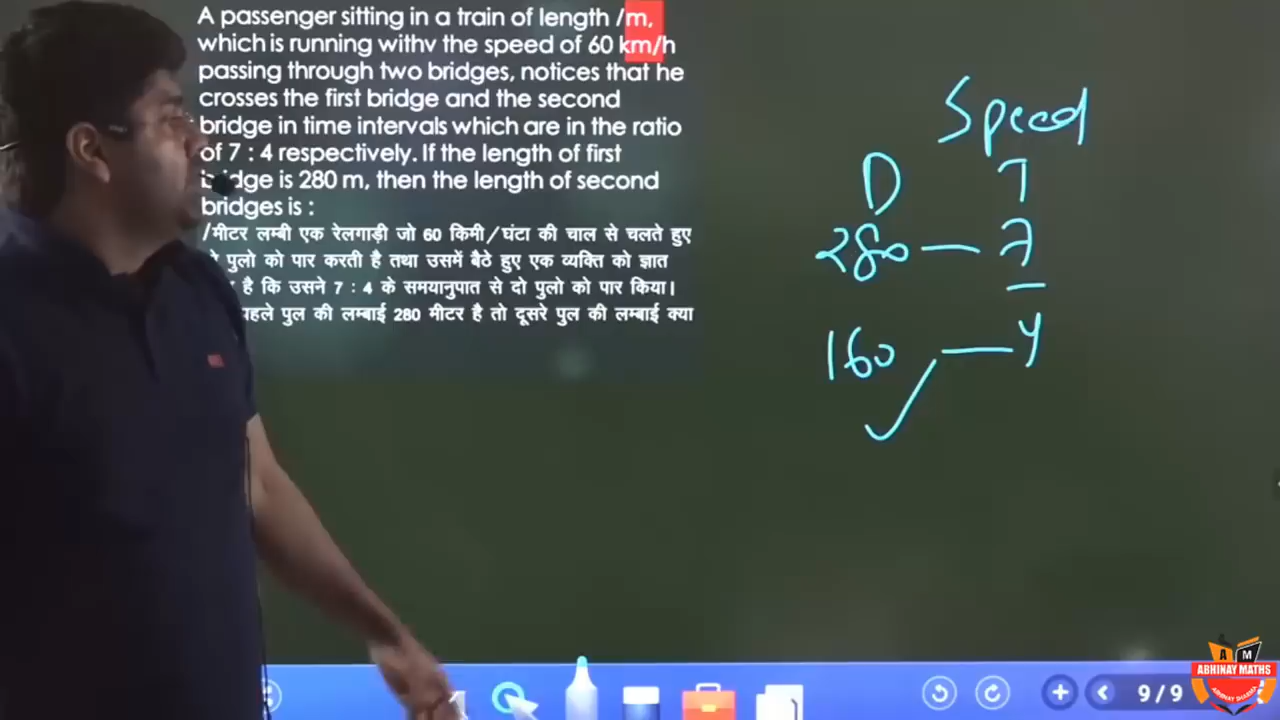 A passenger sitting in a train of length /m,
which is running withv the speed of 60 km/h
passing through two bridges, notices that he
crosses the first bridge and the second
bridge in time intervals which are in the ratio
of 7 : 4 respectively. If the length of first
bridge is 280 m, then the length of second
bridges is :
/मीटर लम्बी एक रेलगाड़ी जो 60 किमी/घंटा की चाल से चलते हुए
पुलो को पार करती है तथा उसमें बैठे हुए एक व्यक्ति को ज्ञात
है कि उसने 7 : 4 के समयानुपात से दो पुलो को पार किया।
पहले पुल की लम्बाई 280 मीटर है तो दूसरे पुल की लम्बाई क्या
Speed
D T
280 — 7
160 — 4
9/9
A M
ABHINAY MATHS
ABHINAY SHARMA